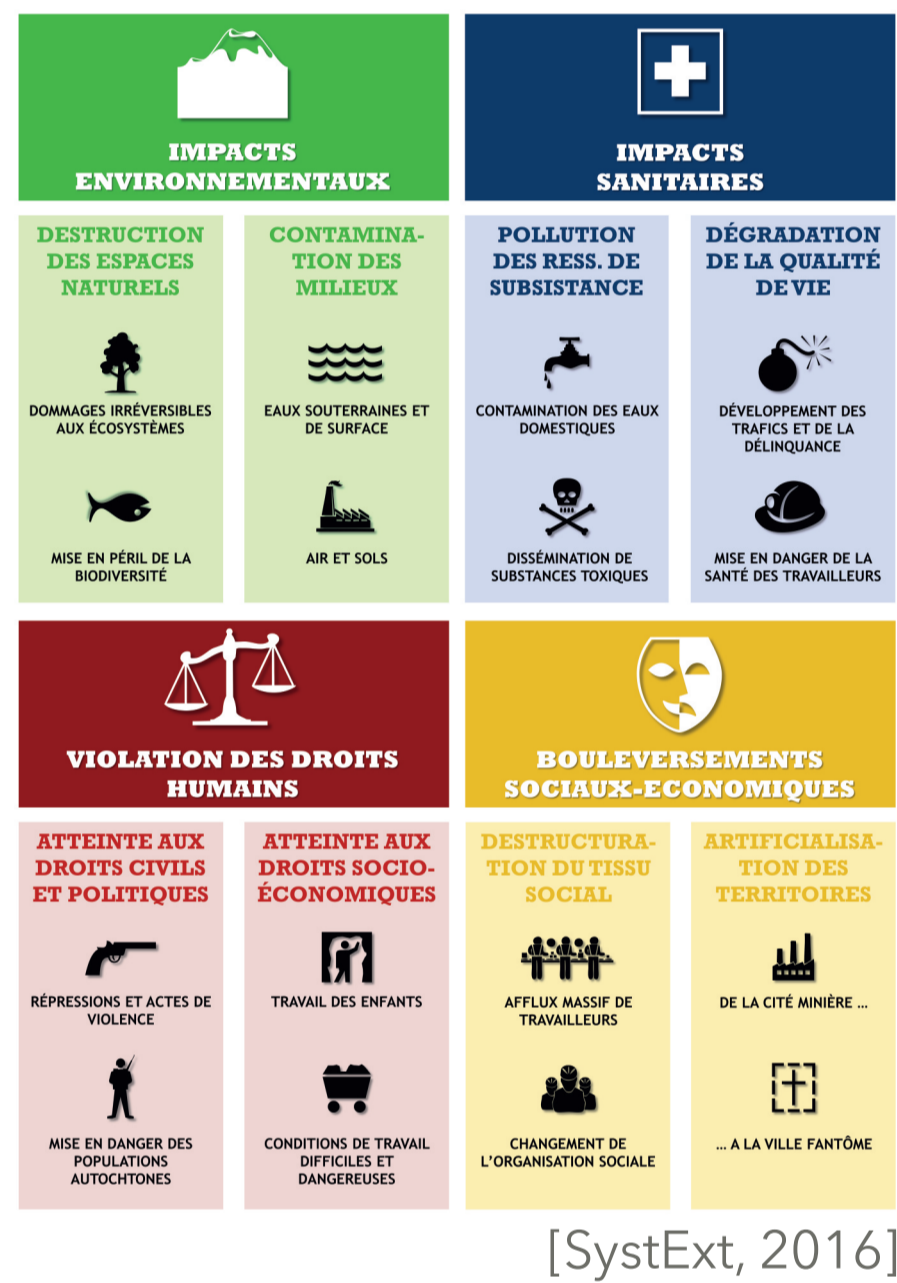 IMPACTS
ENVIRONNEMENTAUX
IMPACTS
SANITAIRES
DESTRUCTION
DES ESPACES
NATURELS
DOMMAGES IRRÉVERSIBLES
AUX ÉCOSYSTÈMES
MISE EN PÉRIL DE LA
BIODIVERSITÉ
CONTAMINA-
TION DES
MILIEUX
EAUX SOUTERRAINES ET
DE SURFACE
AIR ET SOLS
POLLUTION
DES RESS. DE
SUBSISTANCE
CONTAMINATION DES EAUX
DOMESTIQUES
DISSÉMINATION DE
SUBSTANCES TOXIQUES
DÉGRADATION
DE LA QUALITÉ
DE VIE
DÉVELOPPEMENT DES
TRAFICS ET DE LA
DÉLINQUANCE
MISE EN DANGER DE LA
SANTÉ DES TRAVAILLEURS
VIOLATION DES DROITS
HUMAINS
BOULEVERSEMENTS
SOCIAUX-ECONOMIQUES
ATTEINTE AUX
DROITS CIVILS
ET POLITIQUES
RÉPRESSIONS ET ACTES DE
VIOLENCE
MISE EN DANGER DES
POPULATIONS
AUTOCHTONES
ATTEINTE AUX
DROITS SOCIO-
ÉCONOMIQUES
TRAVAIL DES ENFANTS
CONDITIONS DE TRAVAIL
DIFFICILES ET
DANGEREUSES
DESTRUCTURA-
TION DU TISSU
SOCIAL
AFFLUX MASSIF DE
TRAVAILLEURS
CHANGEMENT DE
L'ORGANISATION SOCIALE
ARTIFICIALISA-
TION DES
TERRITOIRES
DE LA CITÉ MINIÈRE ...
... A LA VILLE FANTÔME
[SystExt, 2016]